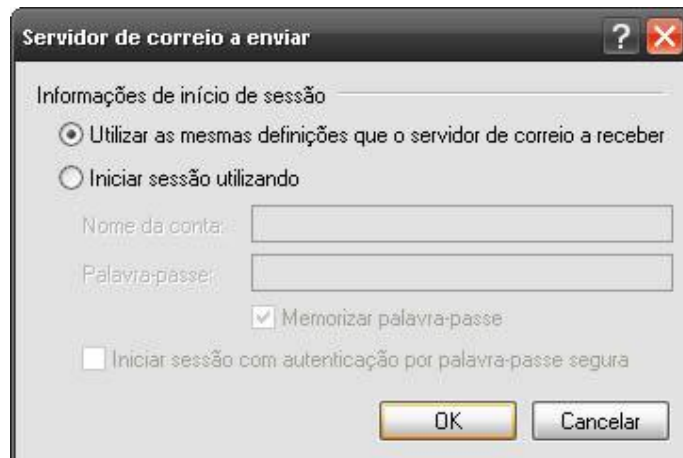 Servidor de correio a enviar
Informações de início de sessão
Utilizar as mesmas definições que o servidor de correio a receber
Iniciar sessão utilizando
Nome da conta:
Palavra-passe:
Memorizar palavra-passe
Iniciar sessão com autenticação por palavra-passe segura
OK Cancelar